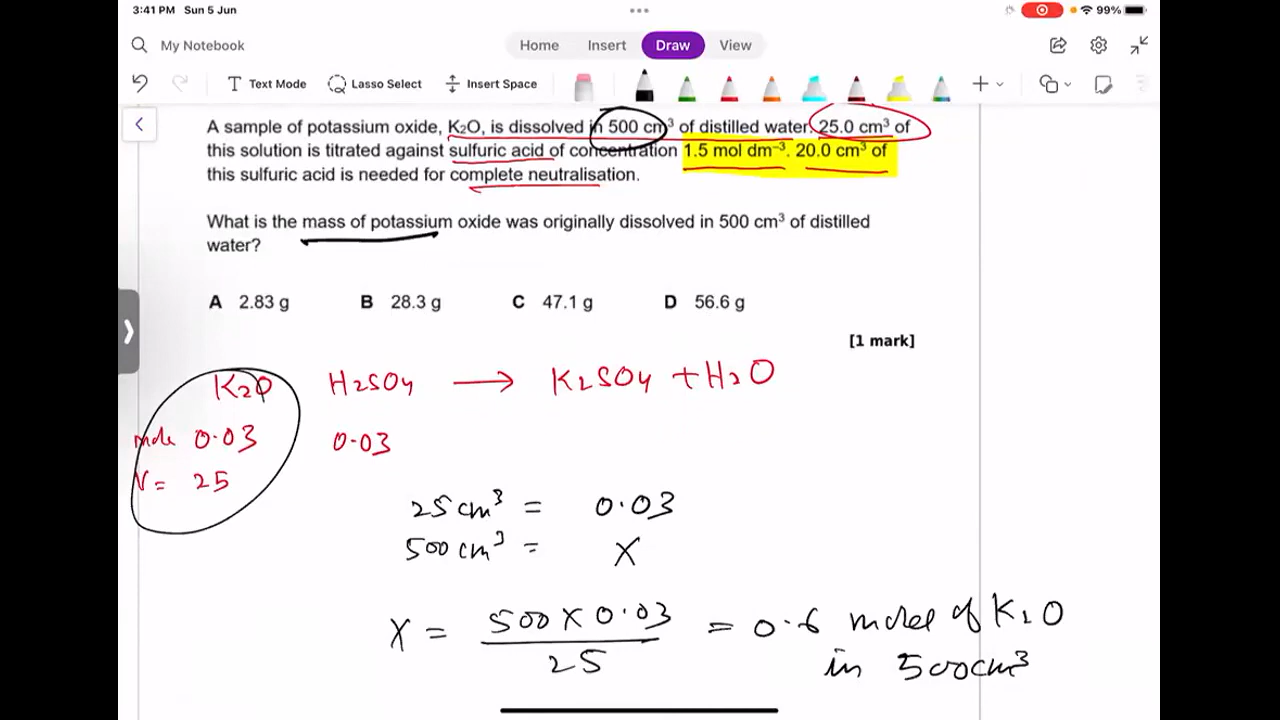 3:41 PM Sun 5 Jun
99%
My Notebook
Home Insert Draw View
Text Mode Lasso Select Insert Space
A sample of potassium oxide, K₂O, is dissolved in 500 cm³ of distilled water. 25.0 cm³ of
this solution is titrated against sulfuric acid of concentration 1.5 mol dm⁻³. 20.0 cm³ of
this sulfuric acid is needed for complete neutralisation.
What is the mass of potassium oxide was originally dissolved in 500 cm³ of distilled
water?
A 2.83 g B 28.3 g C 47.1 g D 56.6 g
[1 mark]
K₂O H₂SO₄ → K₂SO₄ + H₂O
mole 0.03 0.03
V = 25
25 cm³ = 0.03
500 cm³ = X
X = 500 X 0.03 / 25 = 0.6 moles of K₂O
in 500cm³